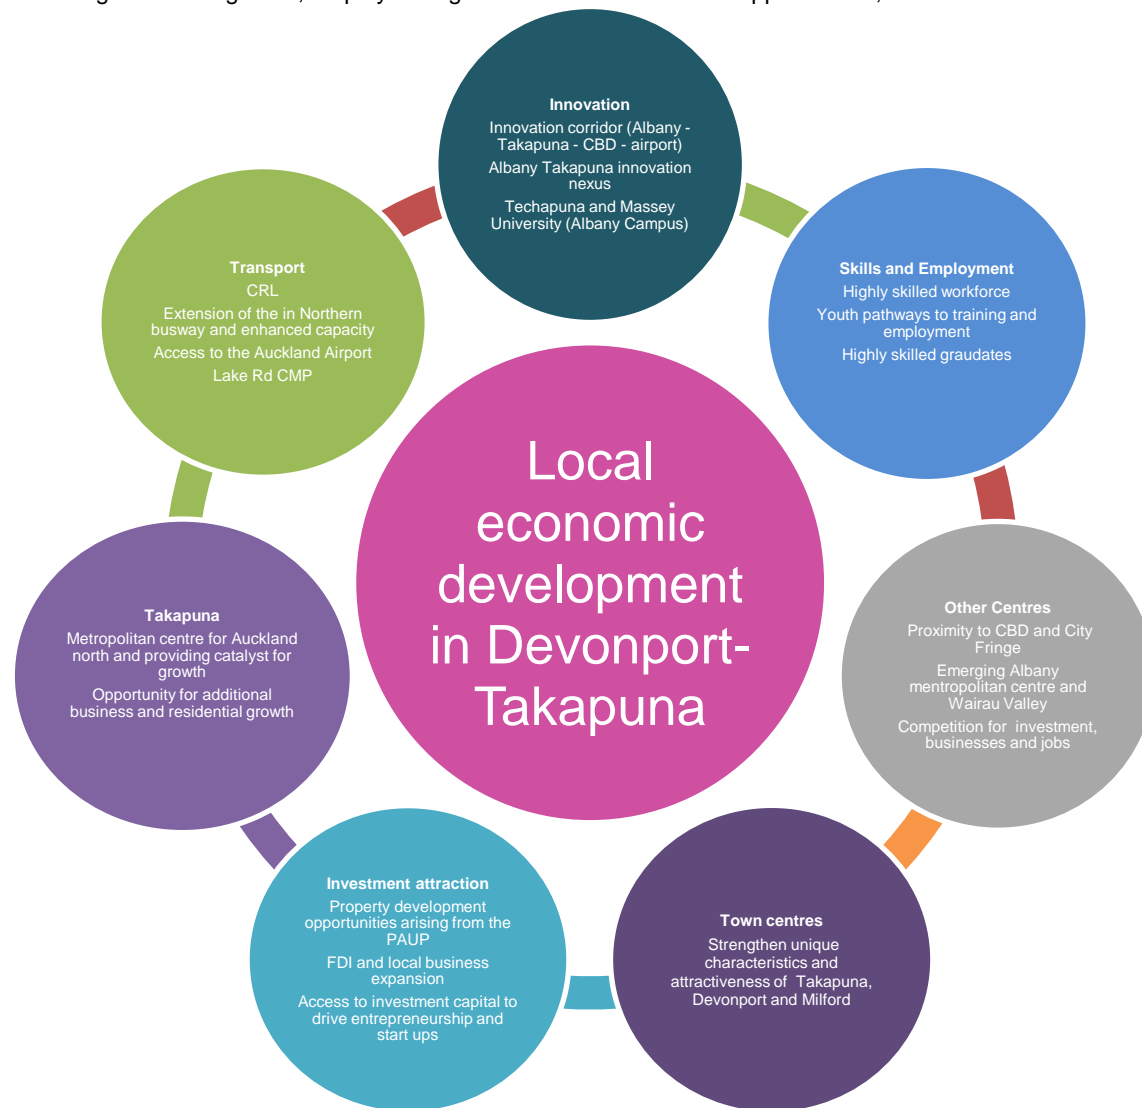 Innovation
Innovation corridor (Albany -
Takapuna - CBD - airport)
Albany Takapuna innovation
nexus
Techapuna and Massey
University (Albany Campus)
Skills and Employment
Highly skilled workforce
Youth pathways to training and
employment
Highly skilled graudates
Other Centres
Proximity to CBD and City
Fringe
Emerging Albany
mentropolitan centre and
Wairau Valley
Competition for investment,
businesses and jobs
Town centres
Strengthen unique
characteristics and
attractiveness of Takapuna,
Devonport and Milford
Investment attraction
Property development
opportunities arising from the
PAUP
FDI and local business
expansion
Access to investment capital to
drive entrepreneurship and
start ups
Takapuna
Metropolitan centre for Auckland
north and providing catalyst for
growth
Opportunity for additional
business and residential growth
Transport
CRL
Extension of the in Northern
busway and enhanced capacity
Access to the Auckland Airport
Lake Rd CMP
Local
economic
development
in Devonport-
Takapuna